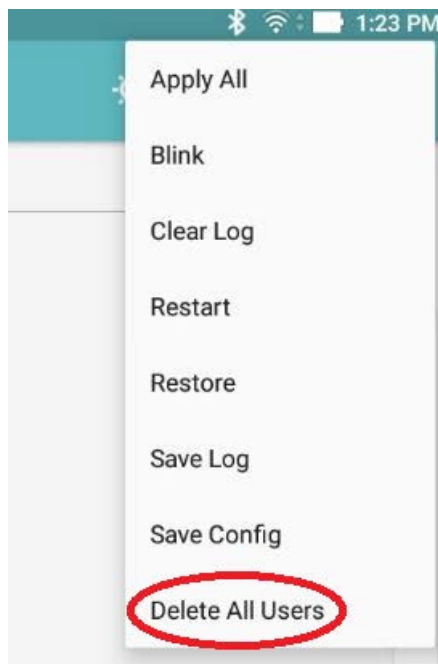 1:23 PM
Apply All
Blink
Clear Log
Restart
Restore
Save Log
Save Config
Delete All Users